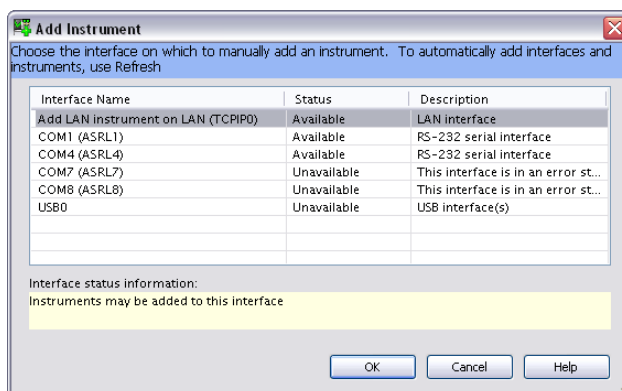 Add Instrument
Choose the interface on which to manually add an instrument. To automatically add interfaces and
instruments, use Refresh
Interface Name Status Description
Add LAN instrument on LAN (TCPIP0) Available LAN interface
COM1 (ASRL1) Available RS-232 serial interface
COM4 (ASRL4) Available RS-232 serial interface
COM7 (ASRL7) Unavailable This interface is in an error st...
COM8 (ASRL8) Unavailable This interface is in an error st...
USB0 Unavailable USB interface(s)
Interface status information:
Instruments may be added to this interface
OK Cancel Help